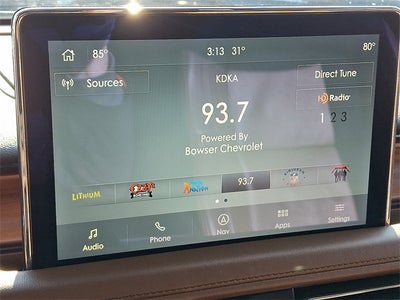 85° 3:13 31° 80°
Sources KDKA Direct Tune
HD Radio
93.7 1 2 3
Powered By
Bowser Chevrolet
LITHIUM 93.7
Audio Phone Nav Apps Settings